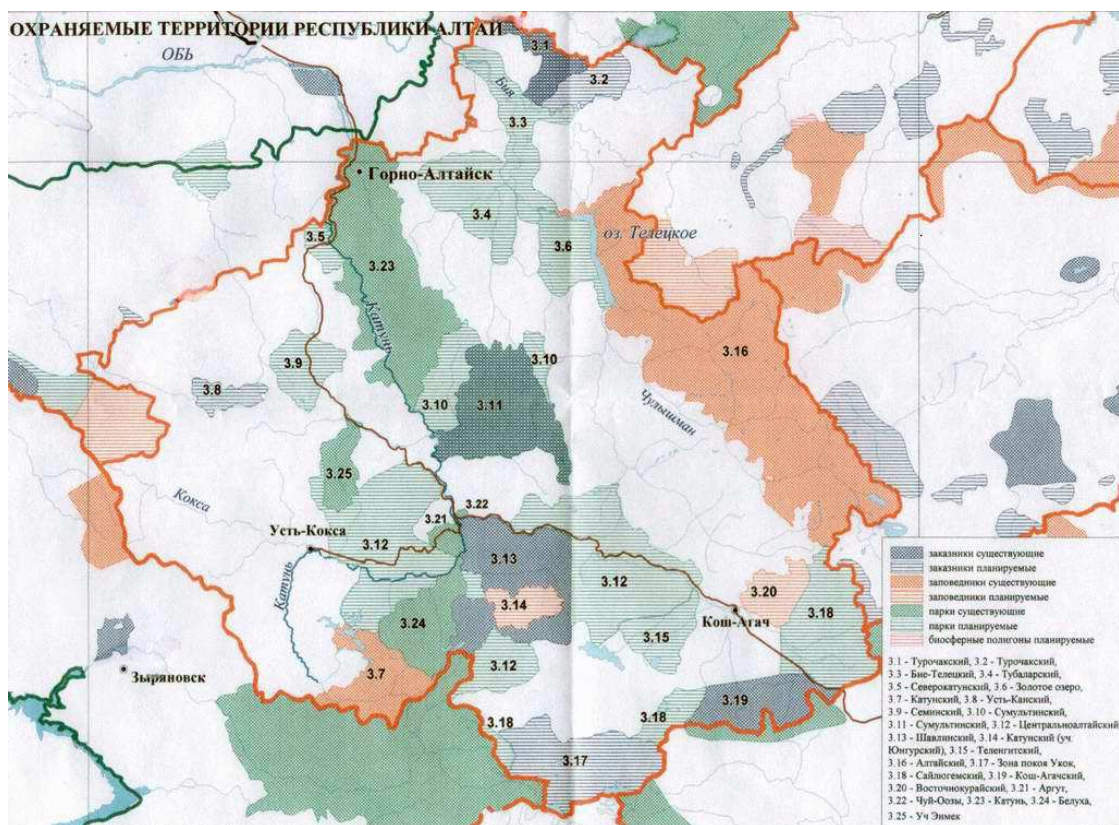 ОХРАНЯЕМЫЕ ТЕРРИТОРИИ РЕСПУБЛИКИ АЛТАЙ
ОБЬ
3.1
3.2
Бия
3.3
Горно-Алтайск
3.4
3.5
оз. Телецкое
3.6
3.23
Катунь
3.16
3.9
3.10
3.8
3.10
3.11
Чулышман
3.25
Кокса
3.22
3.21
Усть-Кокса
3.12
3.13
3.12
3.20
Катунь
3.14
Кош-Агач
3.18
3.24
3.15
Зыряновск
3.7
3.12
3.19
3.18
3.18
3.17
заказники существующие
заказники планируемые
заповедники существующие
заповедники планируемые
парки существующие
парки планируемые
биосферные полигоны планируемые
3.1 - Турочакский, 3.2 - Турочакский,
3.3 - Бие-Телецкий, 3.4 - Тубаларский,
3.5 - Северокатунский, 3.6 - Золотое озеро,
3.7 - Катунский, 3.8 - Усть-Канский,
3.9 - Семинский, 3.10 - Сумультинский,
3.11 - Сумультинский, 3.12 - Центральноалтайский
3.13 - Шавлинский, 3.14 - Катунский (уч.
Юнгурский), 3.15 - Теленгитский,
3.16 - Алтайский, 3.17 - Зона покоя Укок,
3.18 - Сайлюгемский, 3.19 - Кош-Агачский,
3.20 - Восточнокурайский, 3.21 - Аргут,
3.22 - Чуй-Оозы, 3.23 - Катунь, 3.24 - Белуха,
3.25 - Уч Энмек